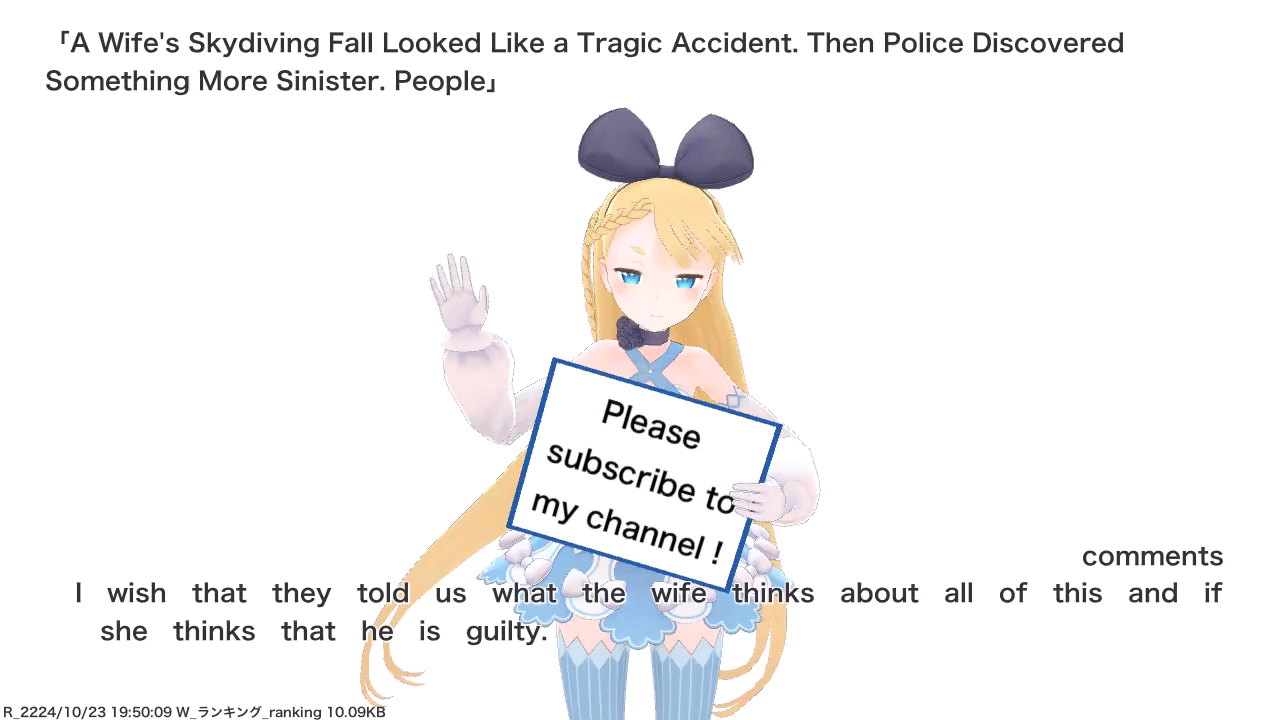 「A Wife's Skydiving Fall Looked Like a Tragic Accident. Then Police Discovered
Something More Sinister. People」
Please
subscribe to
my channel !
comments
I wish that they told us what the wife thinks about all of this and if
she thinks that he is guilty.
R_2224/10/23 19:50:09 W_ランキング_ranking 10.09KB